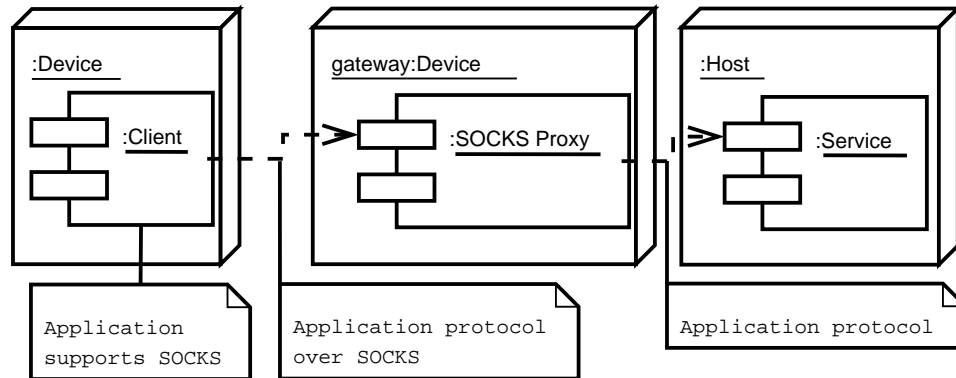 :Device
gateway:Device
:Host
:Client
:SOCKS Proxy
:Service
Application
supports SOCKS
Application protocol
over SOCKS
Application protocol